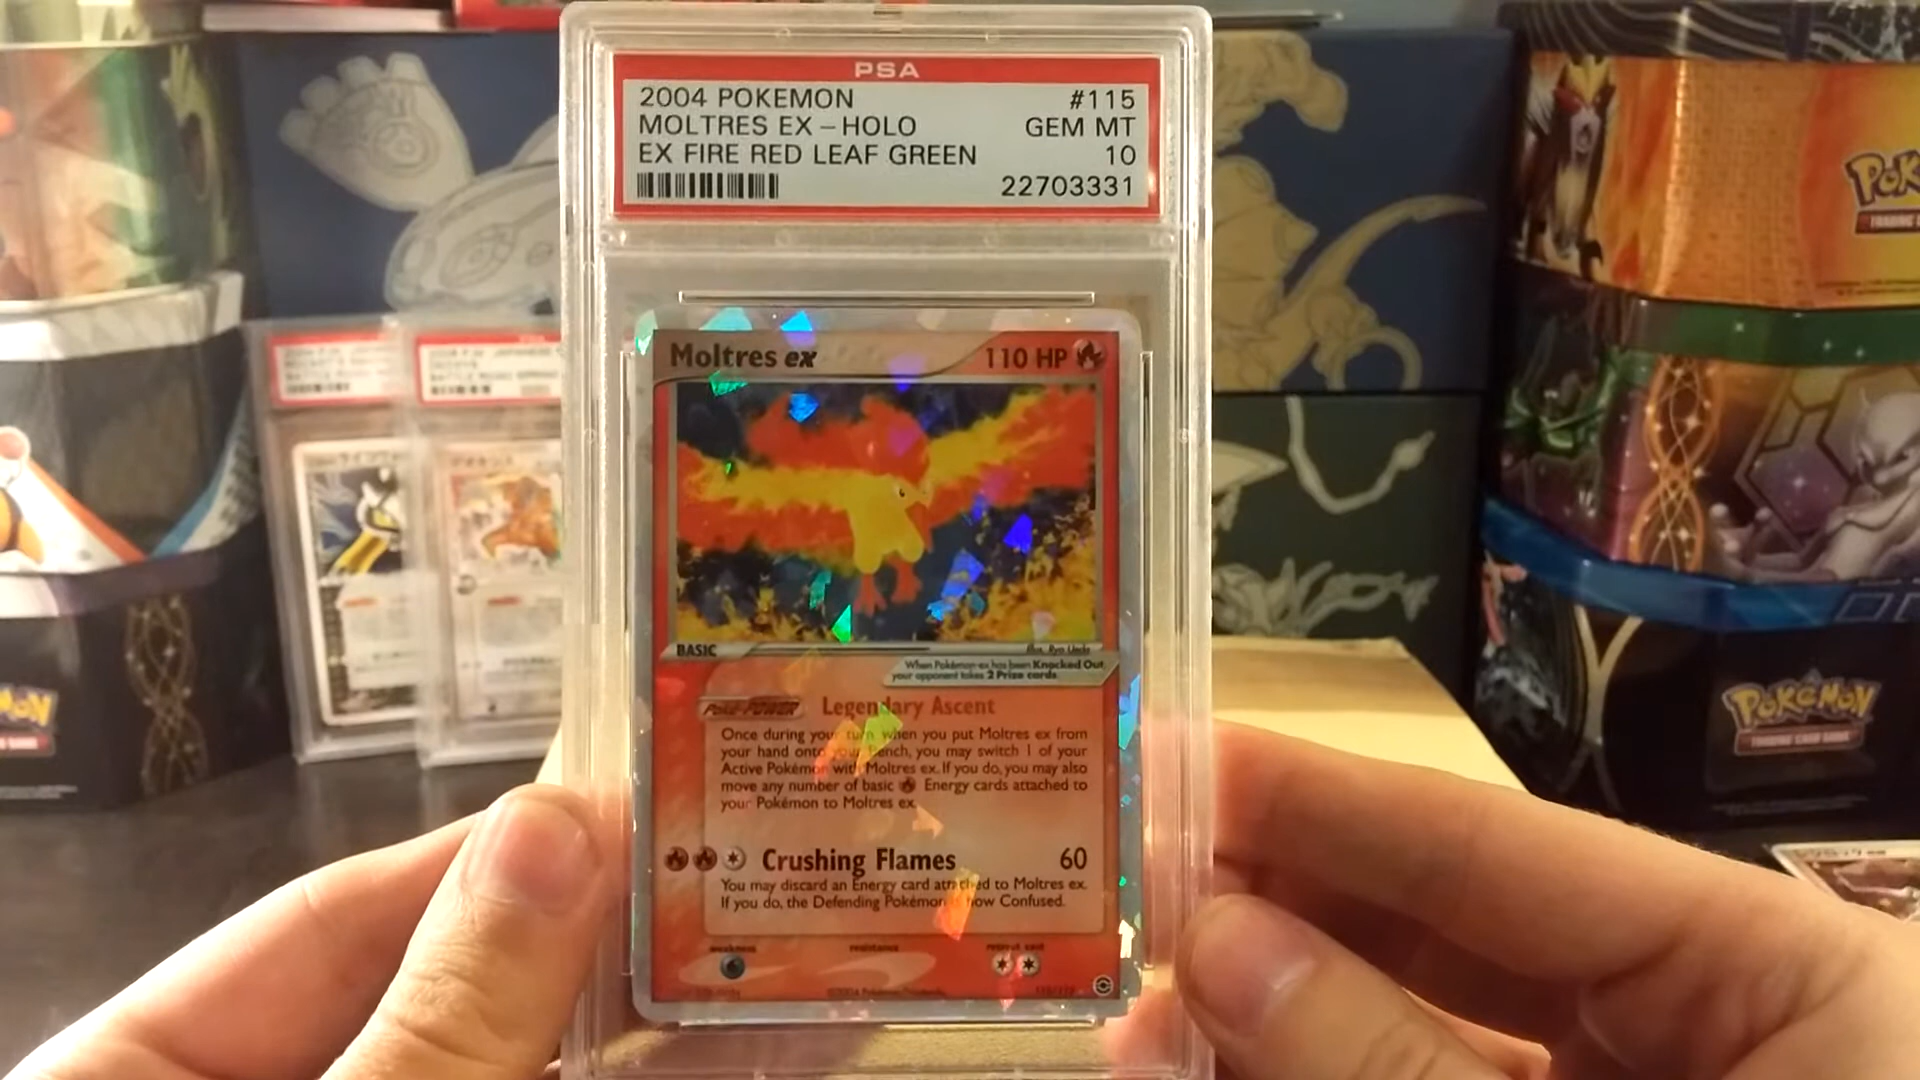 PSA
2004 POKEMON #115
MOLTRES EX – HOLO GEM MT
EX FIRE RED LEAF GREEN 10
22703331
Moltres ex 110 HP
BASIC
Illus. Ryo Ueda
When Pokémon-ex has been Knocked Out,
your opponent takes 2 Prize cards.
Poké-POWER Legendary Ascent
Once during your turn, when you put Moltres ex from
your hand onto your Bench, you may switch 1 of your
Active Pokémon with Moltres ex. If you do, you may also
move any number of basic Energy cards attached to
your Pokémon to Moltres ex.
Crushing Flames 60
You may discard an Energy card attached to Moltres ex.
If you do, the Defending Pokémon is now Confused.
weakness resistance retreat cost
POKéMON
TRADING CARD GAME